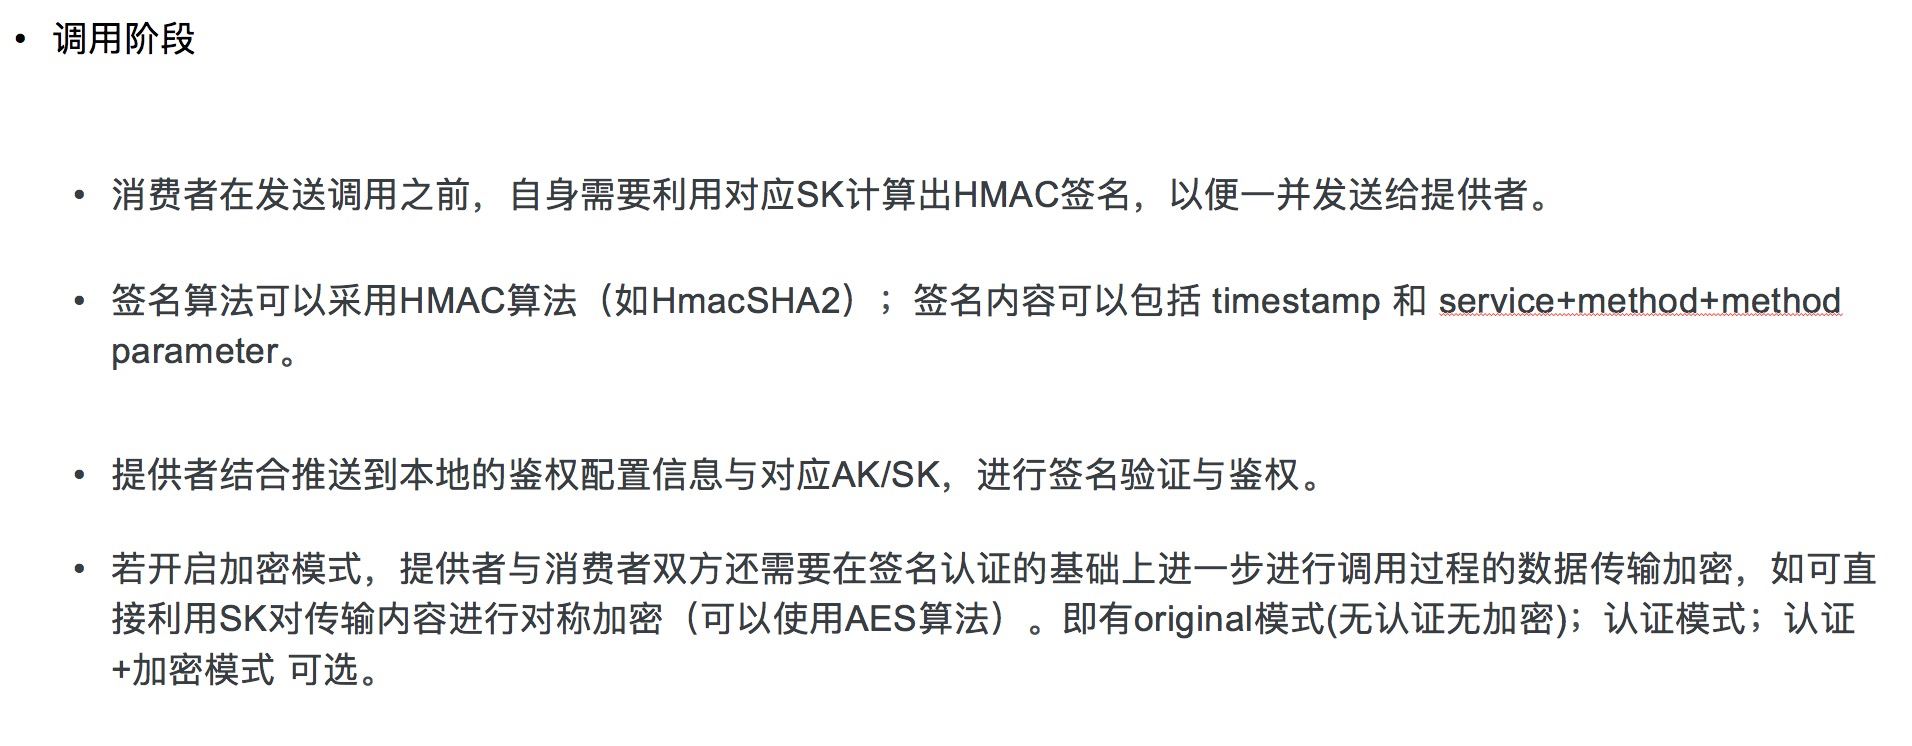 • 调用阶段
• 消费者在发送调用之前，自身需要利用对应SK计算出HMAC签名，以便一并发送给提供者。
• 签名算法可以采用HMAC算法（如HmacSHA2）；签名内容可以包括 timestamp 和 service+method+method
parameter。
• 提供者结合推送到本地的鉴权配置信息与对应AK/SK，进行签名验证与鉴权。
• 若开启加密模式，提供者与消费者双方还需要在签名认证的基础上进一步进行调用过程的数据传输加密，如可直
接利用SK对传输内容进行对称加密（可以使用AES算法）。即有original模式(无认证无加密)；认证模式；认证
+加密模式 可选。